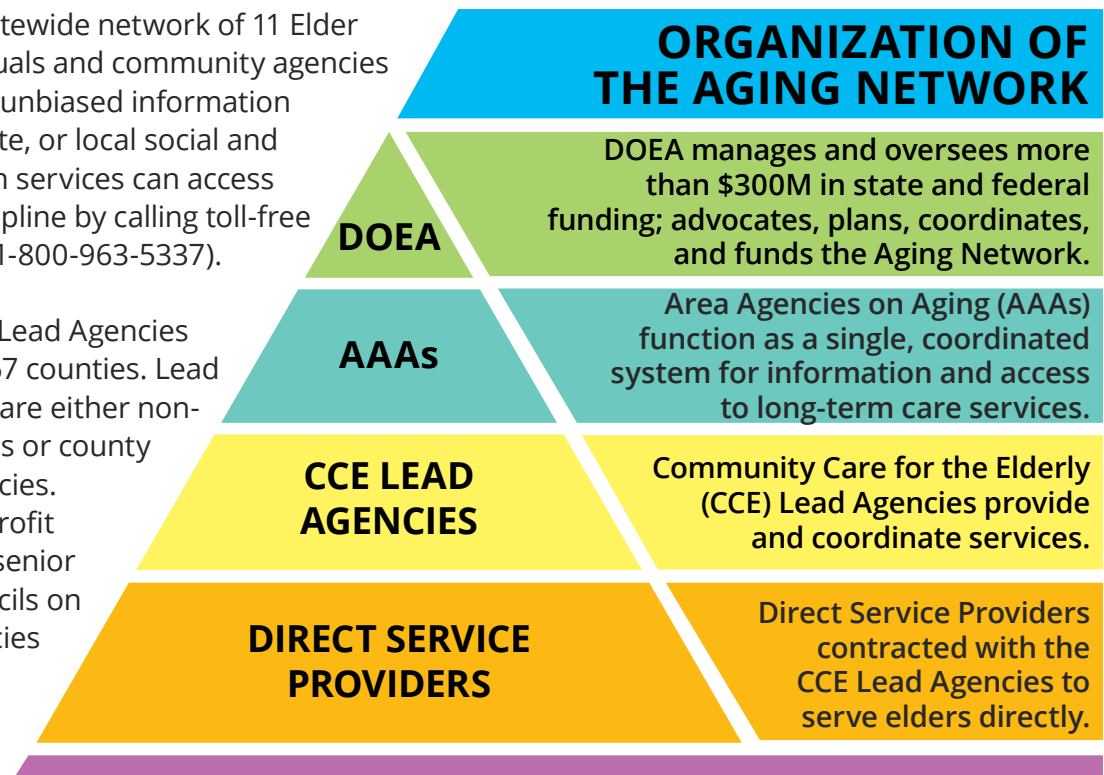 tewide network of 11 Elder
uals and community agencies
unbiased information
te, or local social and
n services can access
pline by calling toll-free
1-800-963-5337).
Lead Agencies
67 counties. Lead
are either non-
s or county
cies.
rofit
senior
cils on
cies
ORGANIZATION OF
THE AGING NETWORK
DOEA
DOEA manages and oversees more
than $300M in state and federal
funding; advocates, plans, coordinates,
and funds the Aging Network.
AAAs
Area Agencies on Aging (AAAs)
function as a single, coordinated
system for information and access
to long-term care services.
CCE LEAD
AGENCIES
Community Care for the Elderly
(CCE) Lead Agencies provide
and coordinate services.
DIRECT SERVICE
PROVIDERS
Direct Service Providers
contracted with the
CCE Lead Agencies to
serve elders directly.